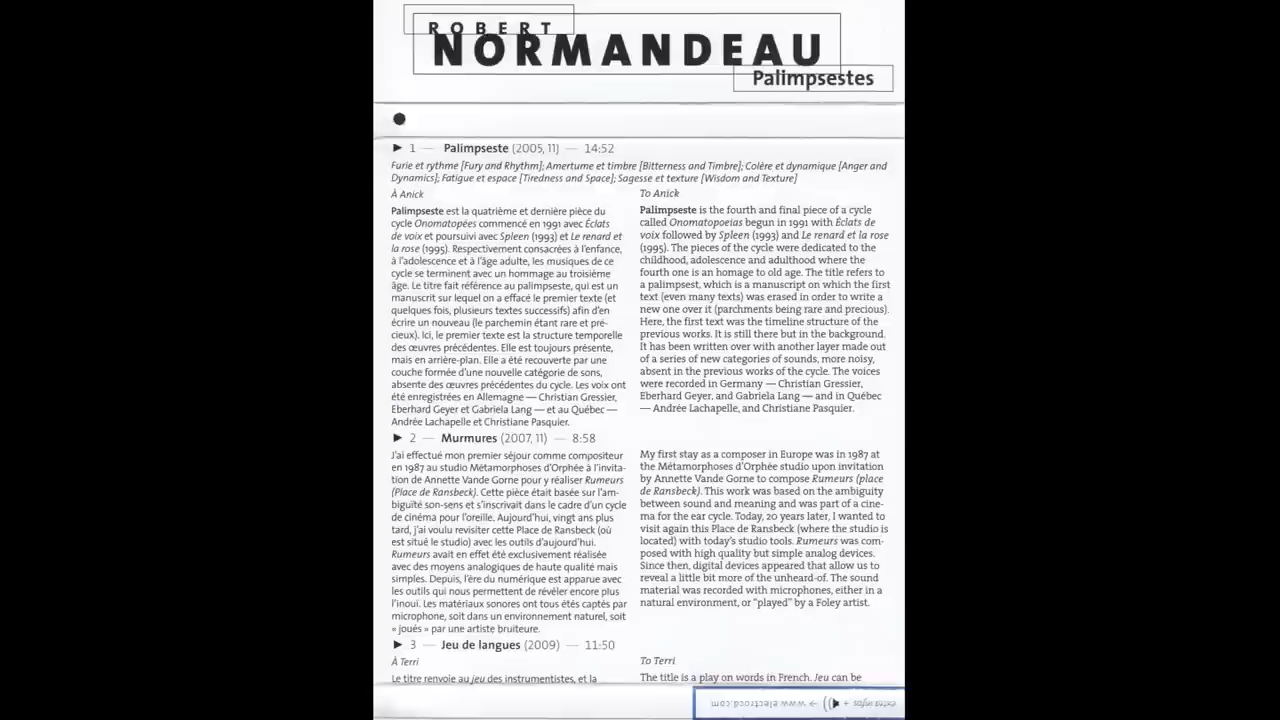 ROBERT
NORMANDEAU
Palimpsestes
► 1 — Palimpseste (2005, 11) — 14:52
Furie et rythme [Fury and Rhythm]; Amertume et timbre [Bitterness and Timbre]; Colère et dynamique [Anger and
Dynamics]; Fatigue et espace [Tiredness and Space]; Sagesse et texture [Wisdom and Texture]
À Anick
Palimpseste est la quatrième et dernière pièce du
cycle Onomatopées commencé en 1991 avec Éclats
de voix et poursuivi avec Spleen (1993) et Le renard et
la rose (1995). Respectivement consacrées à l'enfance,
à l'adolescence et à l'âge adulte, les musiques de ce
cycle se terminent avec un hommage au troisième
âge. Le titre fait référence au palimpseste, qui est un
manuscrit sur lequel on a effacé le premier texte (et
quelques fois, plusieurs textes successifs) afin d'en
écrire un nouveau (le parchemin étant rare et pré-
cieux). Ici, le premier texte est la structure temporelle
des œuvres précédentes. Elle est toujours présente,
mais en arrière-plan. Elle a été recouverte par une
couche formée d'une nouvelle catégorie de sons,
absente des œuvres précédentes du cycle. Les voix ont
été enregistrées en Allemagne — Christian Gressier,
Eberhard Geyer et Gabriela Lang — et au Québec —
Andrée Lachapelle et Christiane Pasquier.
To Anick
Palimpseste is the fourth and final piece of a cycle
called Onomatopoeias begun in 1991 with Éclats de
voix followed by Spleen (1993) and Le renard et la rose
(1995). The pieces of the cycle were dedicated to the
childhood, adolescence and adulthood where the
fourth one is an homage to old age. The title refers to
a palimpsest, which is a manuscript on which the first
text (even many texts) was erased in order to write a
new one over it (parchments being rare and precious).
Here, the first text was the timeline structure of the
previous works. It is still there but in the background.
It has been written over with another layer made out
of a series of new categories of sounds, more noisy,
absent in the previous works of the cycle. The voices
were recorded in Germany — Christian Gressier,
Eberhard Geyer, and Gabriela Lang — and in Québec
— Andrée Lachapelle, and Christiane Pasquier.
► 2 — Murmures (2007, 11) — 8:58
J'ai effectué mon premier séjour comme compositeur
en 1987 au studio Métamorphoses d'Orphée à l'invita-
tion de Annette Vande Gorne pour y réaliser Rumeurs
(Place de Ransbeck). Cette pièce était basée sur l'am-
biguïté son-sens et s'inscrivait dans le cadre d'un cycle
de cinéma pour l'oreille. Aujourd'hui, vingt ans plus
tard, j'ai voulu revisiter cette Place de Ransbeck (où
est situé le studio) avec les outils d'aujourd'hui.
Rumeurs avait en effet été exclusivement réalisée
avec des moyens analogiques de haute qualité mais
simples. Depuis, l'ère du numérique est apparue avec
les outils qui nous permettent de révéler encore plus
l'inouï. Les matériaux sonores ont tous étés captés par
microphone, soit dans un environnement naturel, soit
« joués » par une artiste bruiteure.
My first stay as a composer in Europe was in 1987 at
the Métamorphoses d'Orphée studio upon invitation
by Annette Vande Gorne to compose Rumeurs (place
de Ransbeck). This work was based on the ambiguity
between sound and meaning and was part of a cine-
ma for the ear cycle. Today, 20 years later, I wanted to
visit again this Place de Ransbeck (where the studio is
located) with today's studio tools. Rumeurs was com-
posed with high quality but simple analog devices.
Since then, digital devices appeared that allow us to
reveal a little bit more of the unheard-of. The sound
material was recorded with microphones, either in a
natural environment, or "played" by a Foley artist.
► 3 — Jeu de langues (2009) — 11:50
À Terri
Le titre renvoie au jeu des instrumentistes, et la
To Terri
The title is a play on words in French. Jeu can be
extras infos + → www.electrocd.com